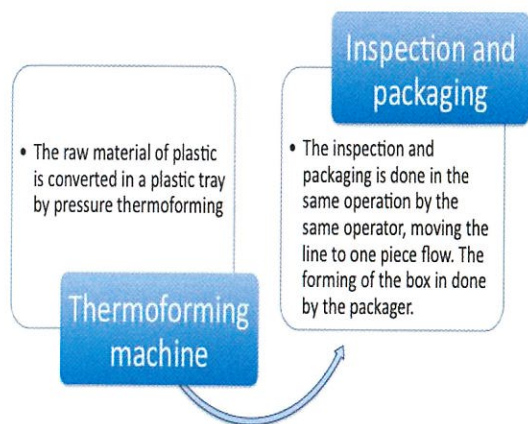 • The raw material of plastic
is converted in a plastic tray
by pressure thermoforming
Thermoforming
machine
Inspection and
packaging
• The inspection and
packaging is done in the
same operation by the
same operator, moving the
line to one piece flow. The
forming of the box in done
by the packager.